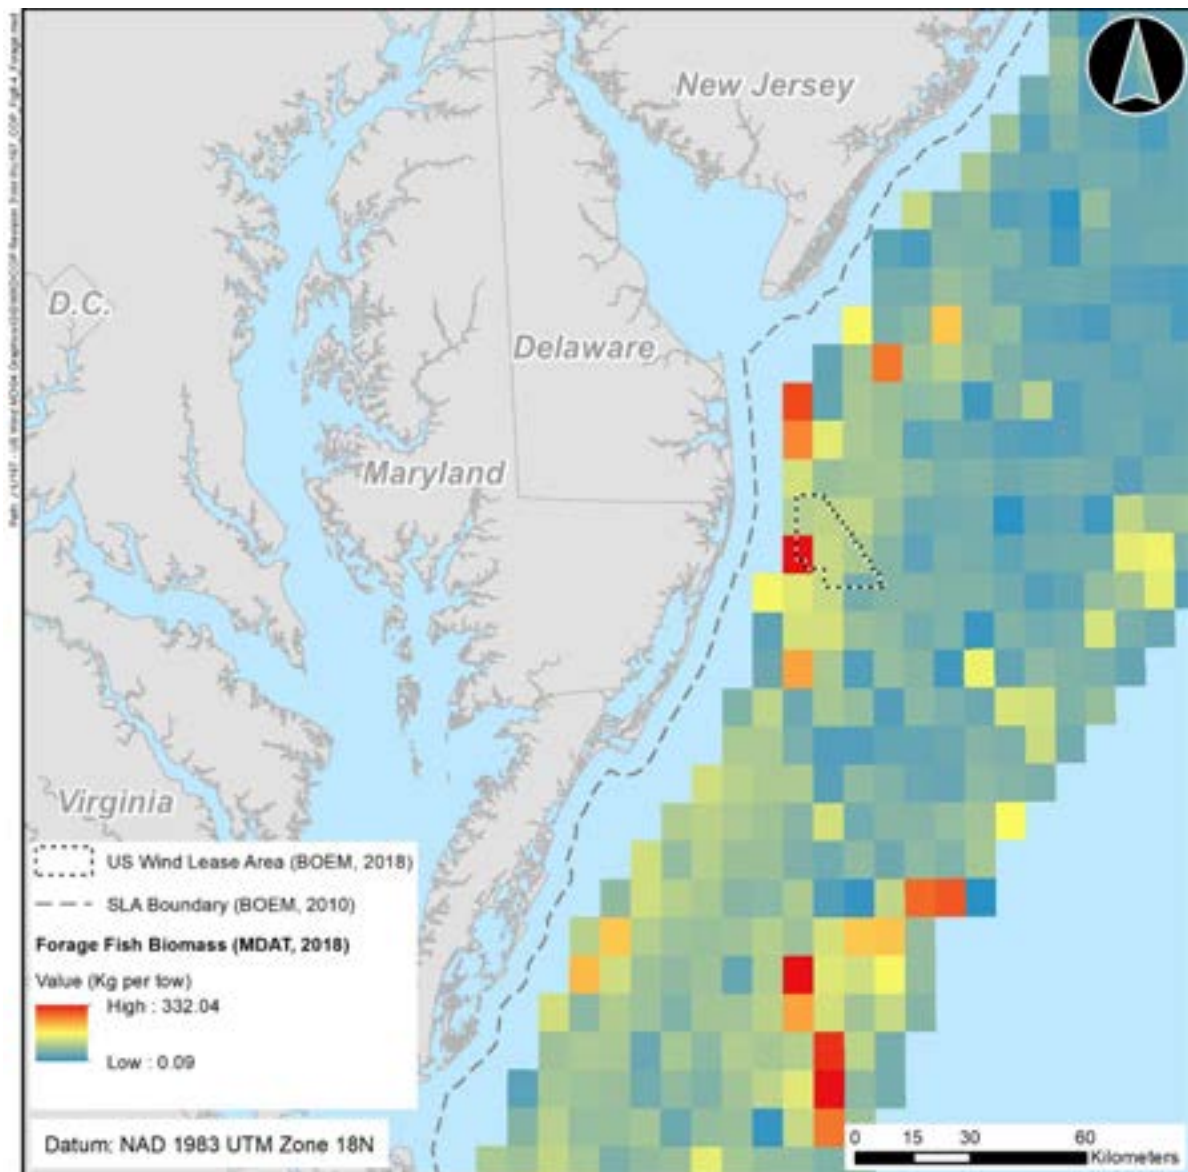 New Jersey
D.C.
Delaware
Maryland
Virginia
US Wind Lease Area (BOEM, 2018)
SLA Boundary (BOEM, 2010)
Forage Fish Biomass (MDAT, 2018)
Value (Kg per tow)
High : 332.04
Low : 0.09
Datum: NAD 1983 UTM Zone 18N
0 15 30 60
Kilometers